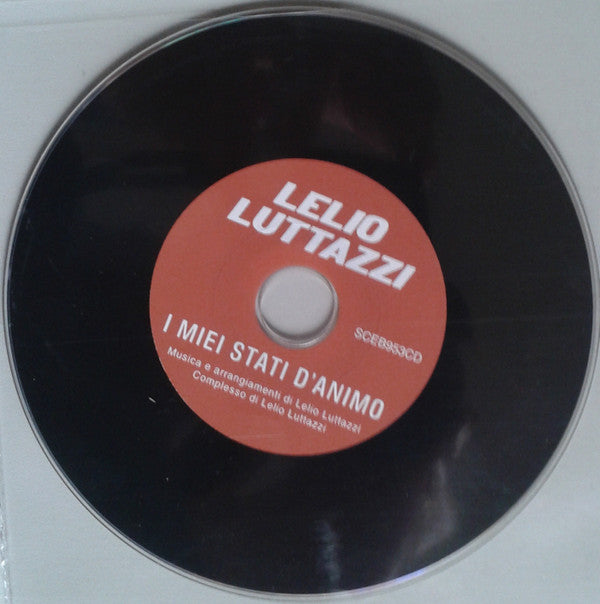 LELIO
LUTTAZZI
SCEB953CD
I MIEI STATI D'ANIMO
Musica e arrangiamenti di Lelio Luttazzi
Complesso di Lelio Luttazzi